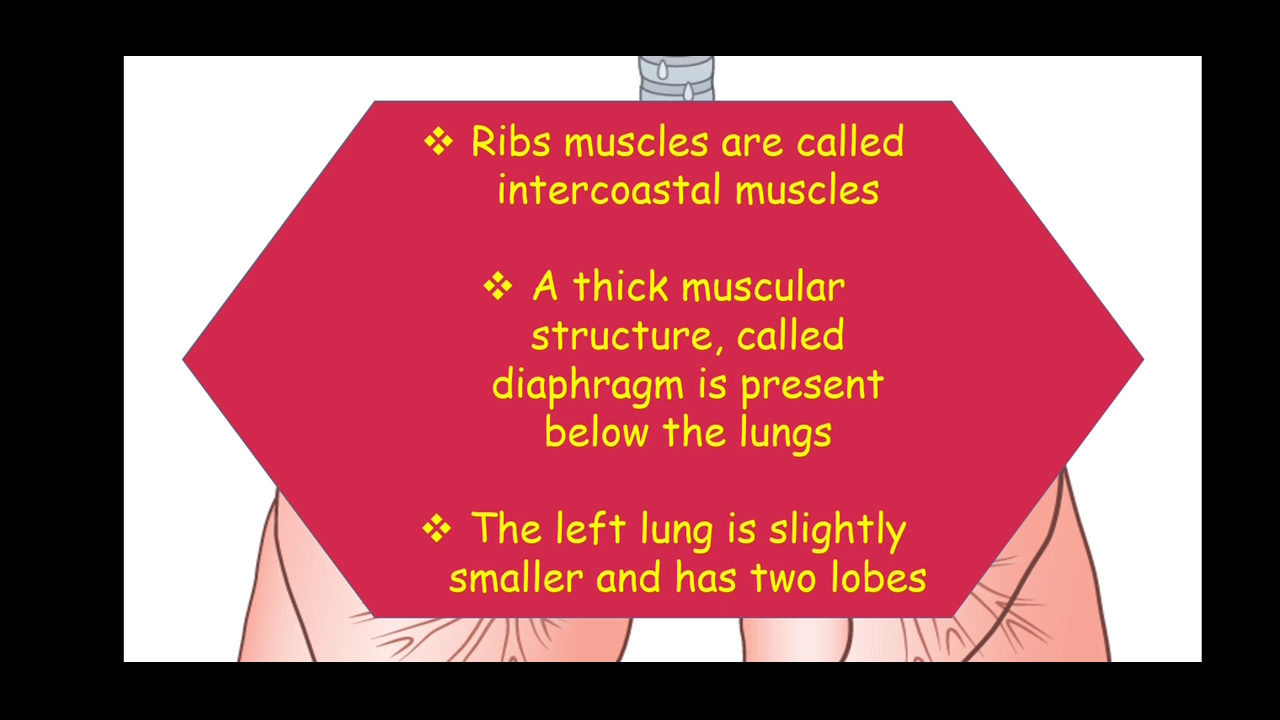 ❖ Ribs muscles are called
intercoastal muscles
❖ A thick muscular
structure, called
diaphragm is present
below the lungs
❖ The left lung is slightly
smaller and has two lobes